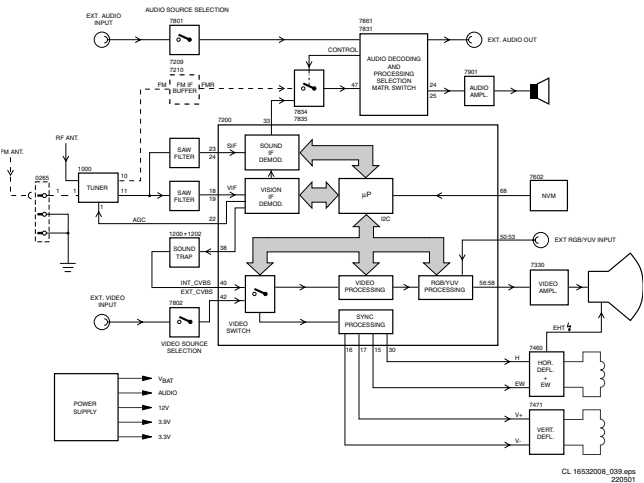 AUDIO SOURCE SELECTION
EXT. AUDIO
INPUT
7801
7861
7831
EXT. AUDIO OUT
CONTROL
AUDIO DECODING
AND
PROCESSING
SELECTION
MATR. SWITCH
7209
7210
FM
FM IF
BUFFER
FMR
47
24
25
7901
AUDIO
AMPL.
7834
7835
7200
33
RF ANT.
FM ANT.
0265
1
1
1000
TUNER
10
11
1
SAW
FILTER
23
24
SIF
SOUND
IF
DEMOD.
SAW
FILTER
18
19
VIF
VISION
IF
DEMOD.
µP
I2C
68
7602
NVM
AGC
22
1200÷1202
SOUND
TRAP
38
50:53
EXT RGB/YUV INPUT
INT_CVBS
40
EXT_CVBS
42
EXT. VIDEO
INPUT
7802
VIDEO SOURCE
SELECTION
VIDEO
SWITCH
VIDEO
PROCESSING
RGB/YUV
PROCESSING
56:58
7330
VIDEO
AMPL.
SYNC
PROCESSING
16
17
15
30
EHT
7460
H
EW
HOR.
DEFL.
+
EW
7471
V+
V-
VERT.
DEFL.
POWER
SUPPLY
VBAT
AUDIO
12V
3.9V
3.3V
CL 16532008_039.eps
220501